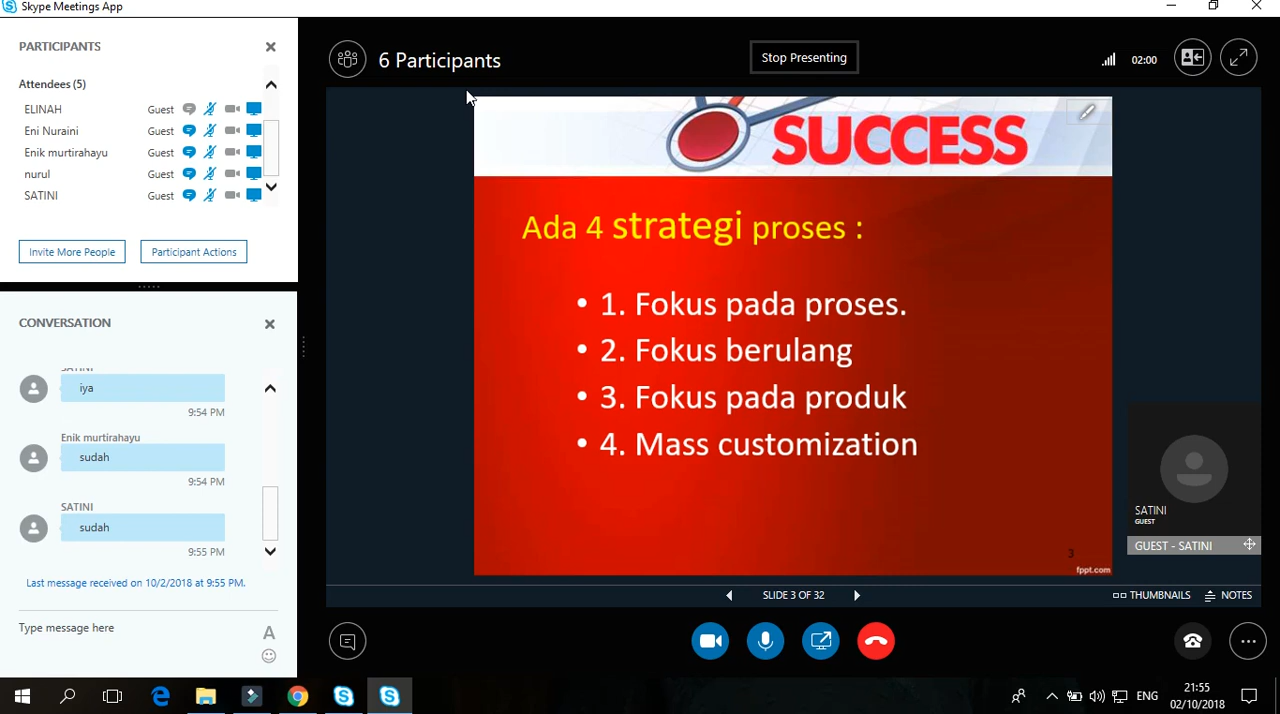 Skype Meetings App
PARTICIPANTS
Attendees (5)
ELINAH Guest
Eni Nuraini Guest
Enik murtirahayu Guest
nurul Guest
SATINI Guest
Invite More People
Participant Actions
CONVERSATION
SATINI
iya
9:54 PM
Enik murtirahayu
sudah
9:54 PM
SATINI
sudah
9:55 PM
Last message received on 10/2/2018 at 9:55 PM.
Type message here
A
6 Participants
Stop Presenting
02:00
SUCCESS
Ada 4 strategi proses :
• 1. Fokus pada proses.
• 2. Fokus berulang
• 3. Fokus pada produk
• 4. Mass customization
3
fppt.com
SATINI
GUEST
GUEST - SATINI
SLIDE 3 OF 32
THUMBNAILS
NOTES
ENG
21:55
02/10/2018